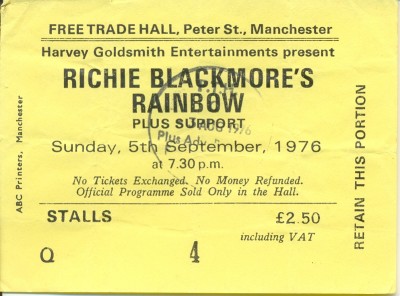 FREE TRADE HALL, Peter St., Manchester
Harvey Goldsmith Entertainments present
RICHIE BLACKMORE'S
RAINBOW
PLUS SUPPORT
Sunday, 5th September, 1976
at 7.30 p.m.
No Tickets Exchanged. No Money Refunded.
Official Programme Sold Only in the Hall.
STALLS £2.50
including VAT
Q 4
ABC Printers, Manchester
RETAIN THIS PORTION